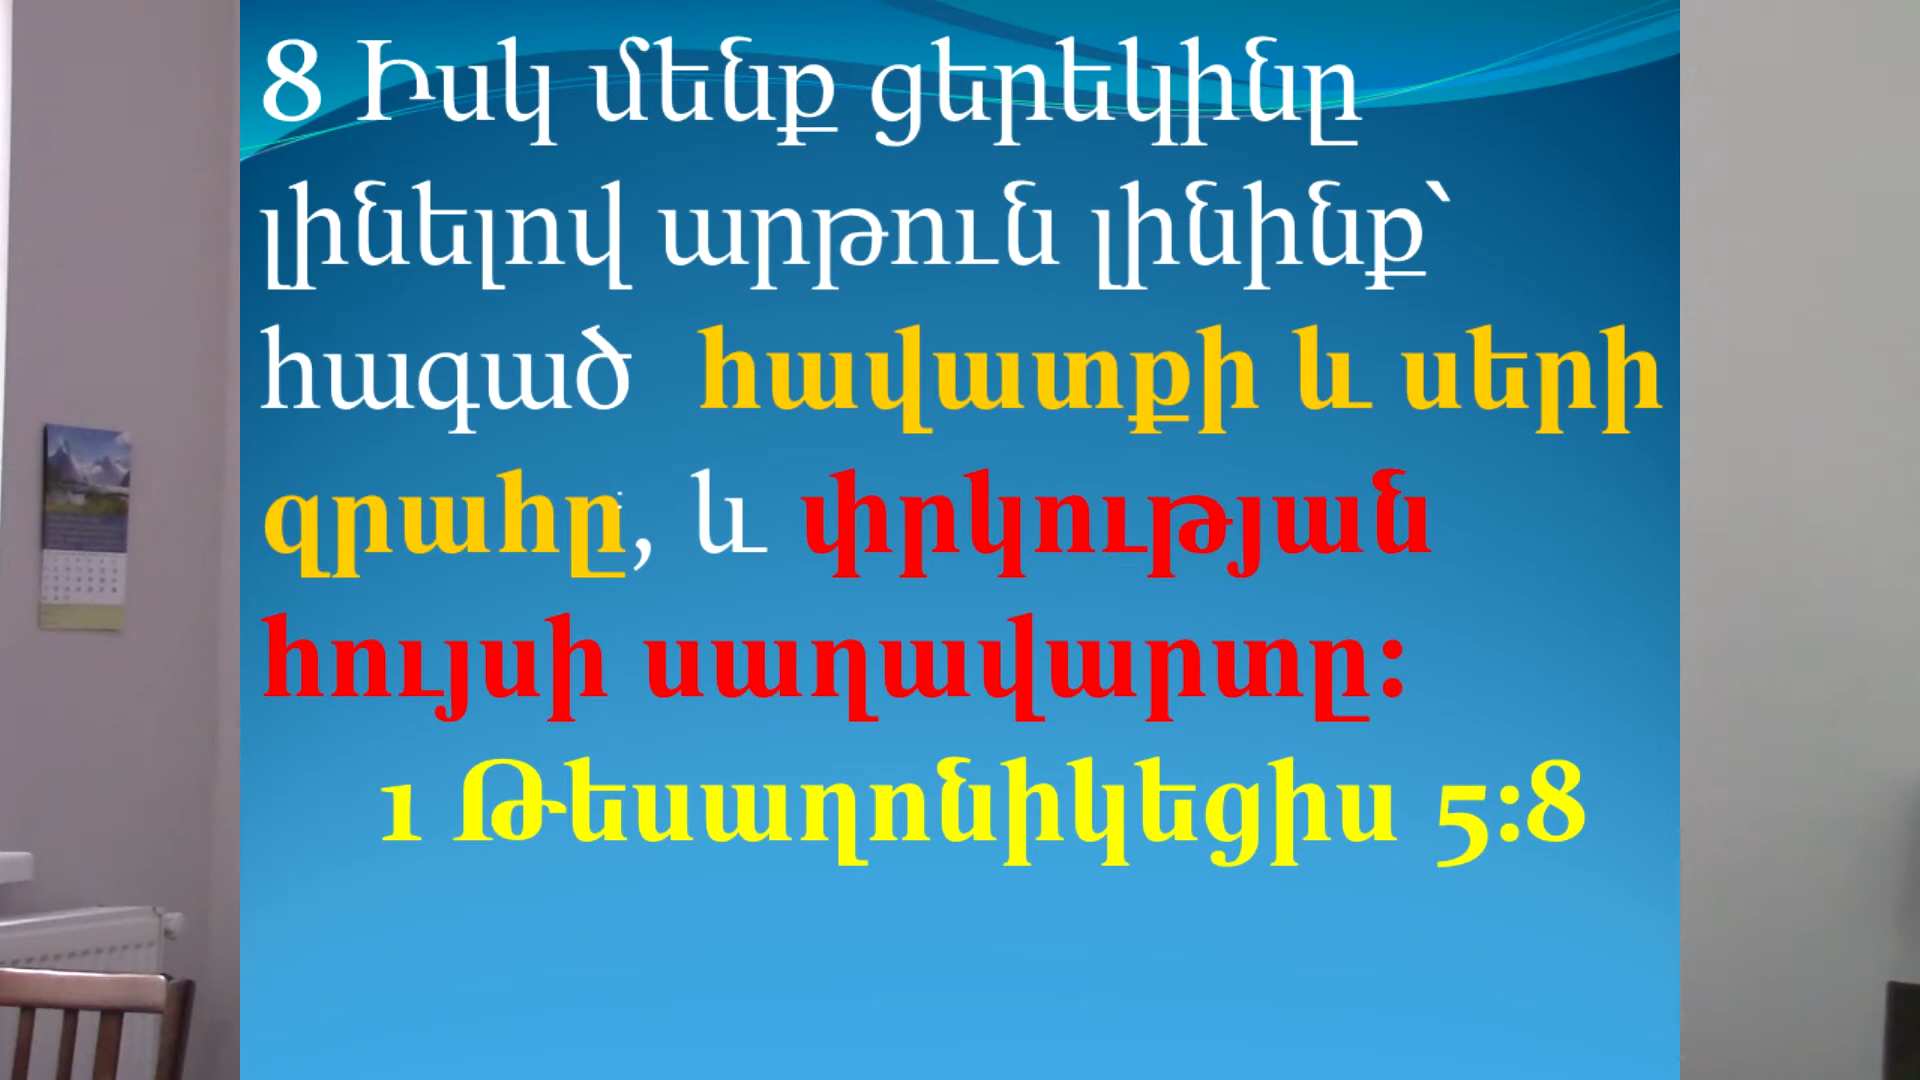 8 Իսկ մենք ցերեկինը
լինելով արթուն լինինք՝
հագած հավատքի և սերի
զրահը, և փրկության
հույսի սաղավարտը:
1 Թեսաղոնիկեցիս 5:8